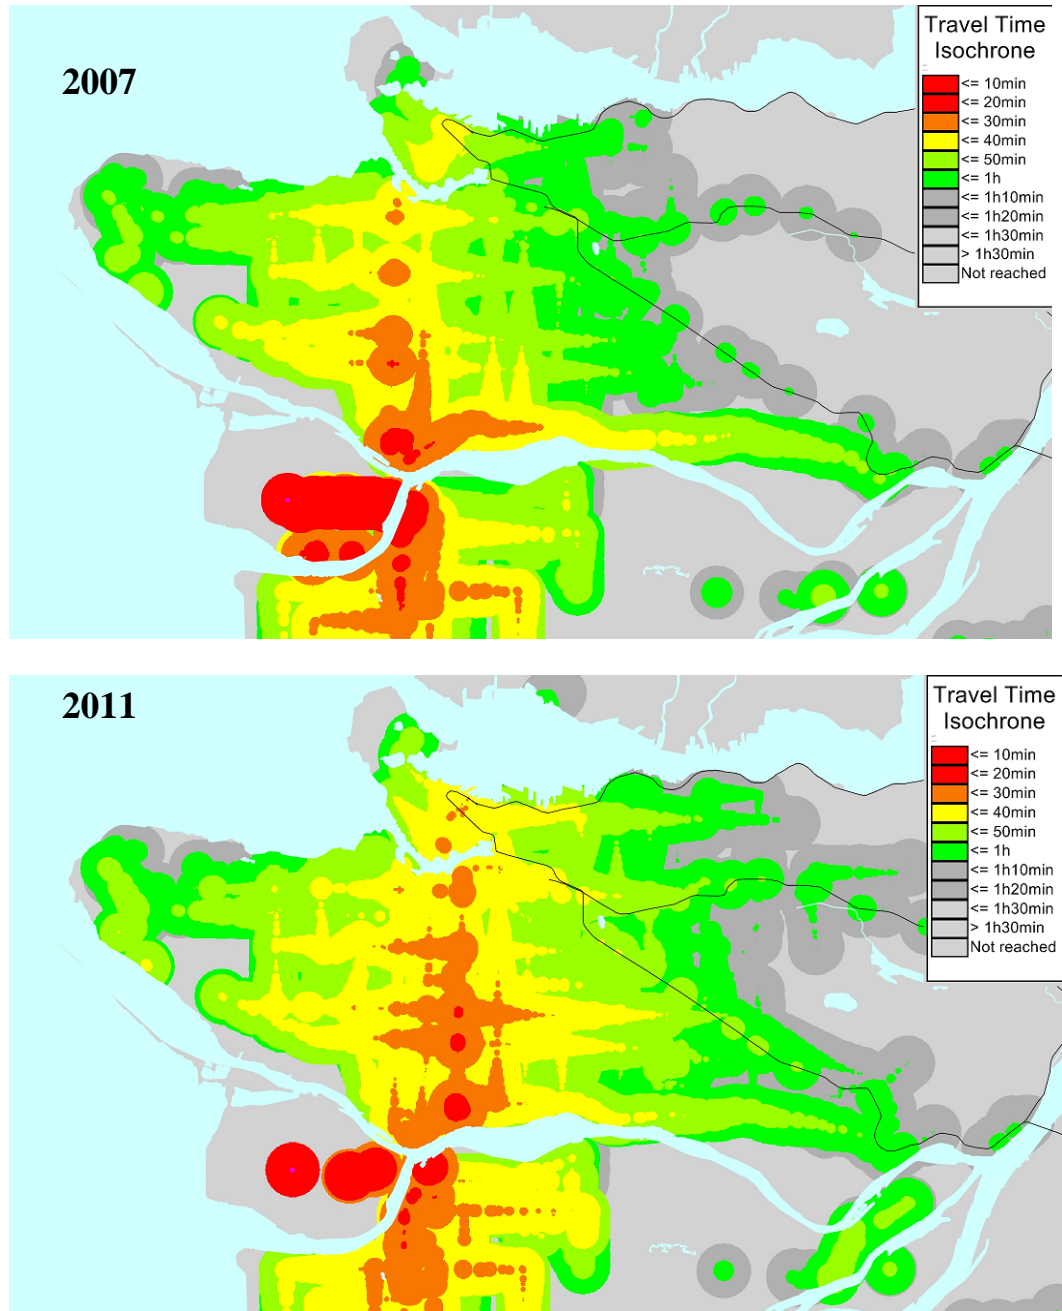 2007
Travel Time
Isochrone
<= 10min
<= 20min
<= 30min
<= 40min
<= 50min
<= 1h
<= 1h10min
<= 1h20min
<= 1h30min
> 1h30min
Not reached
2011
Travel Time
Isochrone
<= 10min
<= 20min
<= 30min
<= 40min
<= 50min
<= 1h
<= 1h10min
<= 1h20min
<= 1h30min
> 1h30min
Not reached